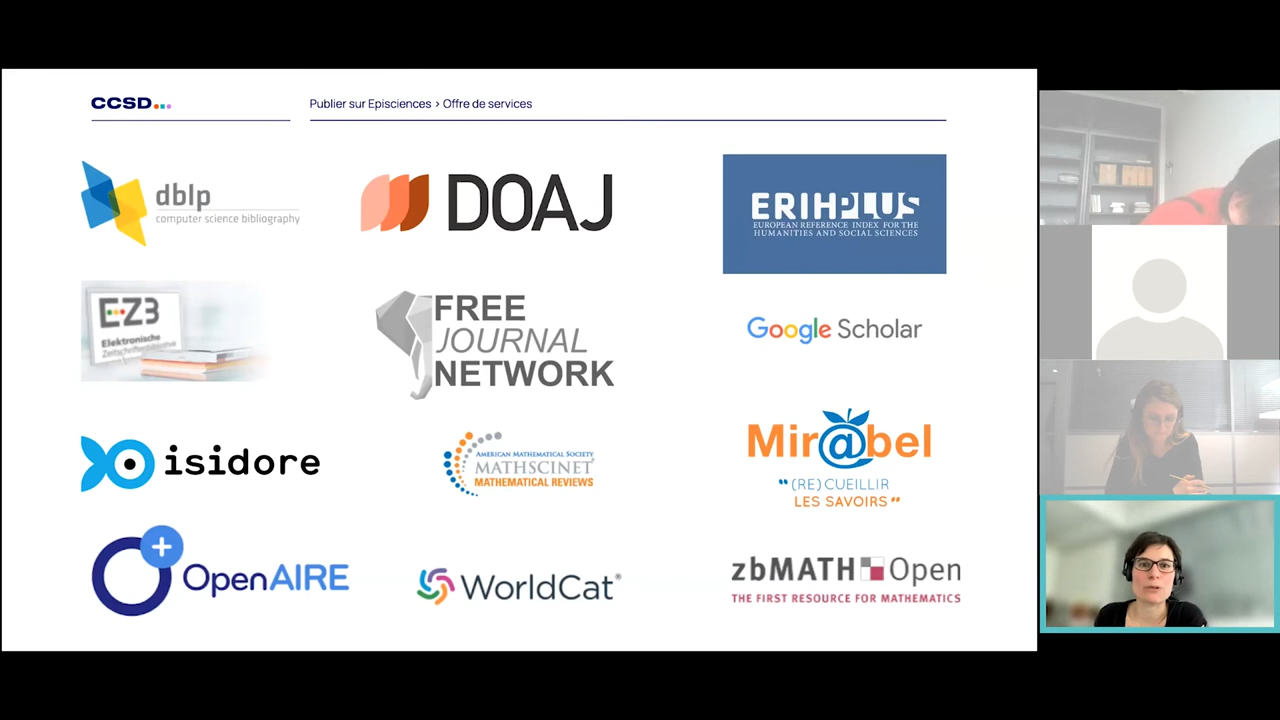 CCSD
Publier sur Episciences > Offre de services
dblp
computer science bibliography
DOAJ
ERIHPLUS
EUROPEAN REFERENCE INDEX FOR THE
HUMANITIES AND SOCIAL SCIENCES
EZB
Elektronische
Zeitschriftenbibliothek
FREE
JOURNAL
NETWORK
Google Scholar
isidore
AMERICAN MATHEMATICAL SOCIETY
MATHSCINET®
MATHEMATICAL REVIEWS
Mir@bel
"(RE)CUEILLIR
LES SAVOIRS"
OpenAIRE
WorldCat®
zbMATH Open
THE FIRST RESOURCE FOR MATHEMATICS